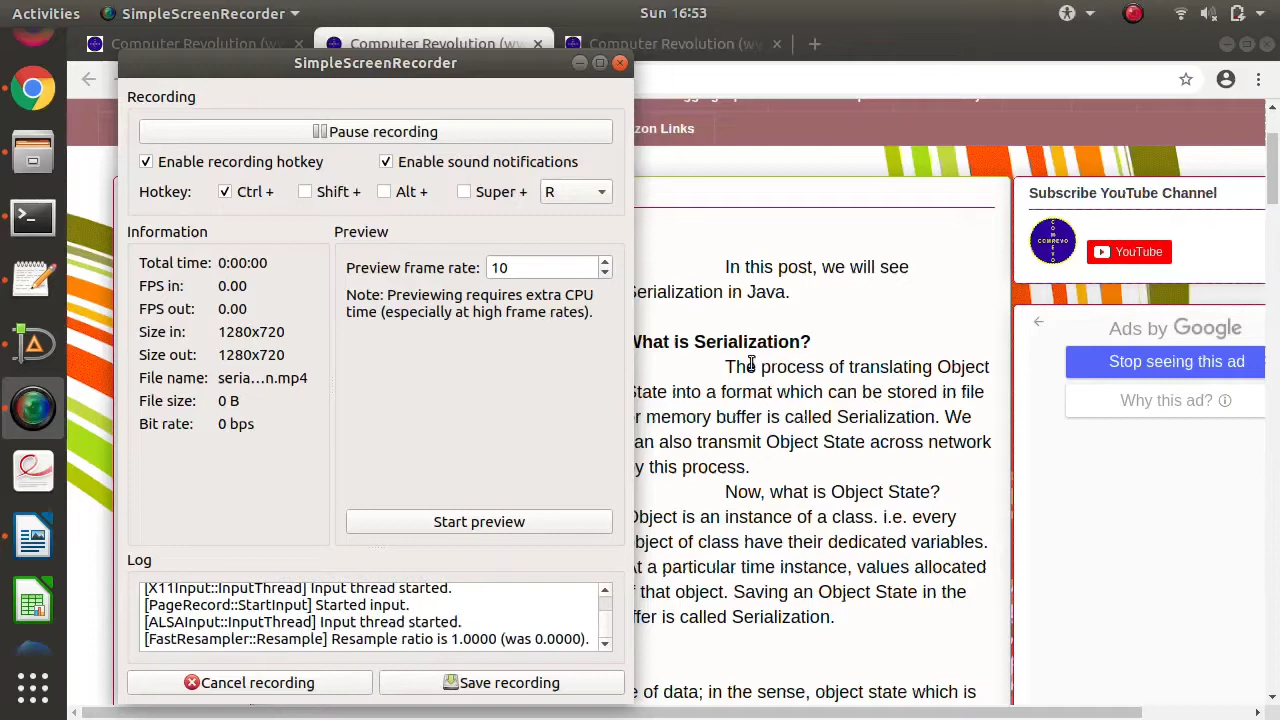 Activities
SimpleScreenRecorder
Sun 16:53
Computer Revolution (w
Computer Revolution (ww
Computer Revolution (w
SimpleScreenRecorder
Recording
Pause recording
Enable recording hotkey
Enable sound notifications
Hotkey:
Ctrl +
Shift +
Alt +
Super +
R
Information
Total time: 0:00:00
FPS in: 0.00
FPS out: 0.00
Size in: 1280x720
Size out: 1280x720
File name: seria...n.mp4
File size: 0 B
Bit rate: 0 bps
Preview
Preview frame rate: 10
Note: Previewing requires extra CPU
time (especially at high frame rates).
Start preview
Log
[X11Input::InputThread] Input thread started.
[PageRecord::StartInput] Started input.
[ALSAInput::InputThread] Input thread started.
[FastResampler::Resample] Resample ratio is 1.0000 (was 0.0000).
Cancel recording
Save recording
zon Links
In this post, we will see
Serialization in Java.
What is Serialization?
The process of translating Object
State into a format which can be stored in file
or memory buffer is called Serialization. We
an also transmit Object State across network
y this process.
Now, what is Object State?
Object is an instance of a class. i.e. every
bject of class have their dedicated variables.
At a particular time instance, values allocated
f that object. Saving an Object State in the
ffer is called Serialization.
e of data; in the sense, object state which is
Subscribe YouTube Channel
COMREVO
YouTube
Ads by Google
Stop seeing this ad
Why this ad?